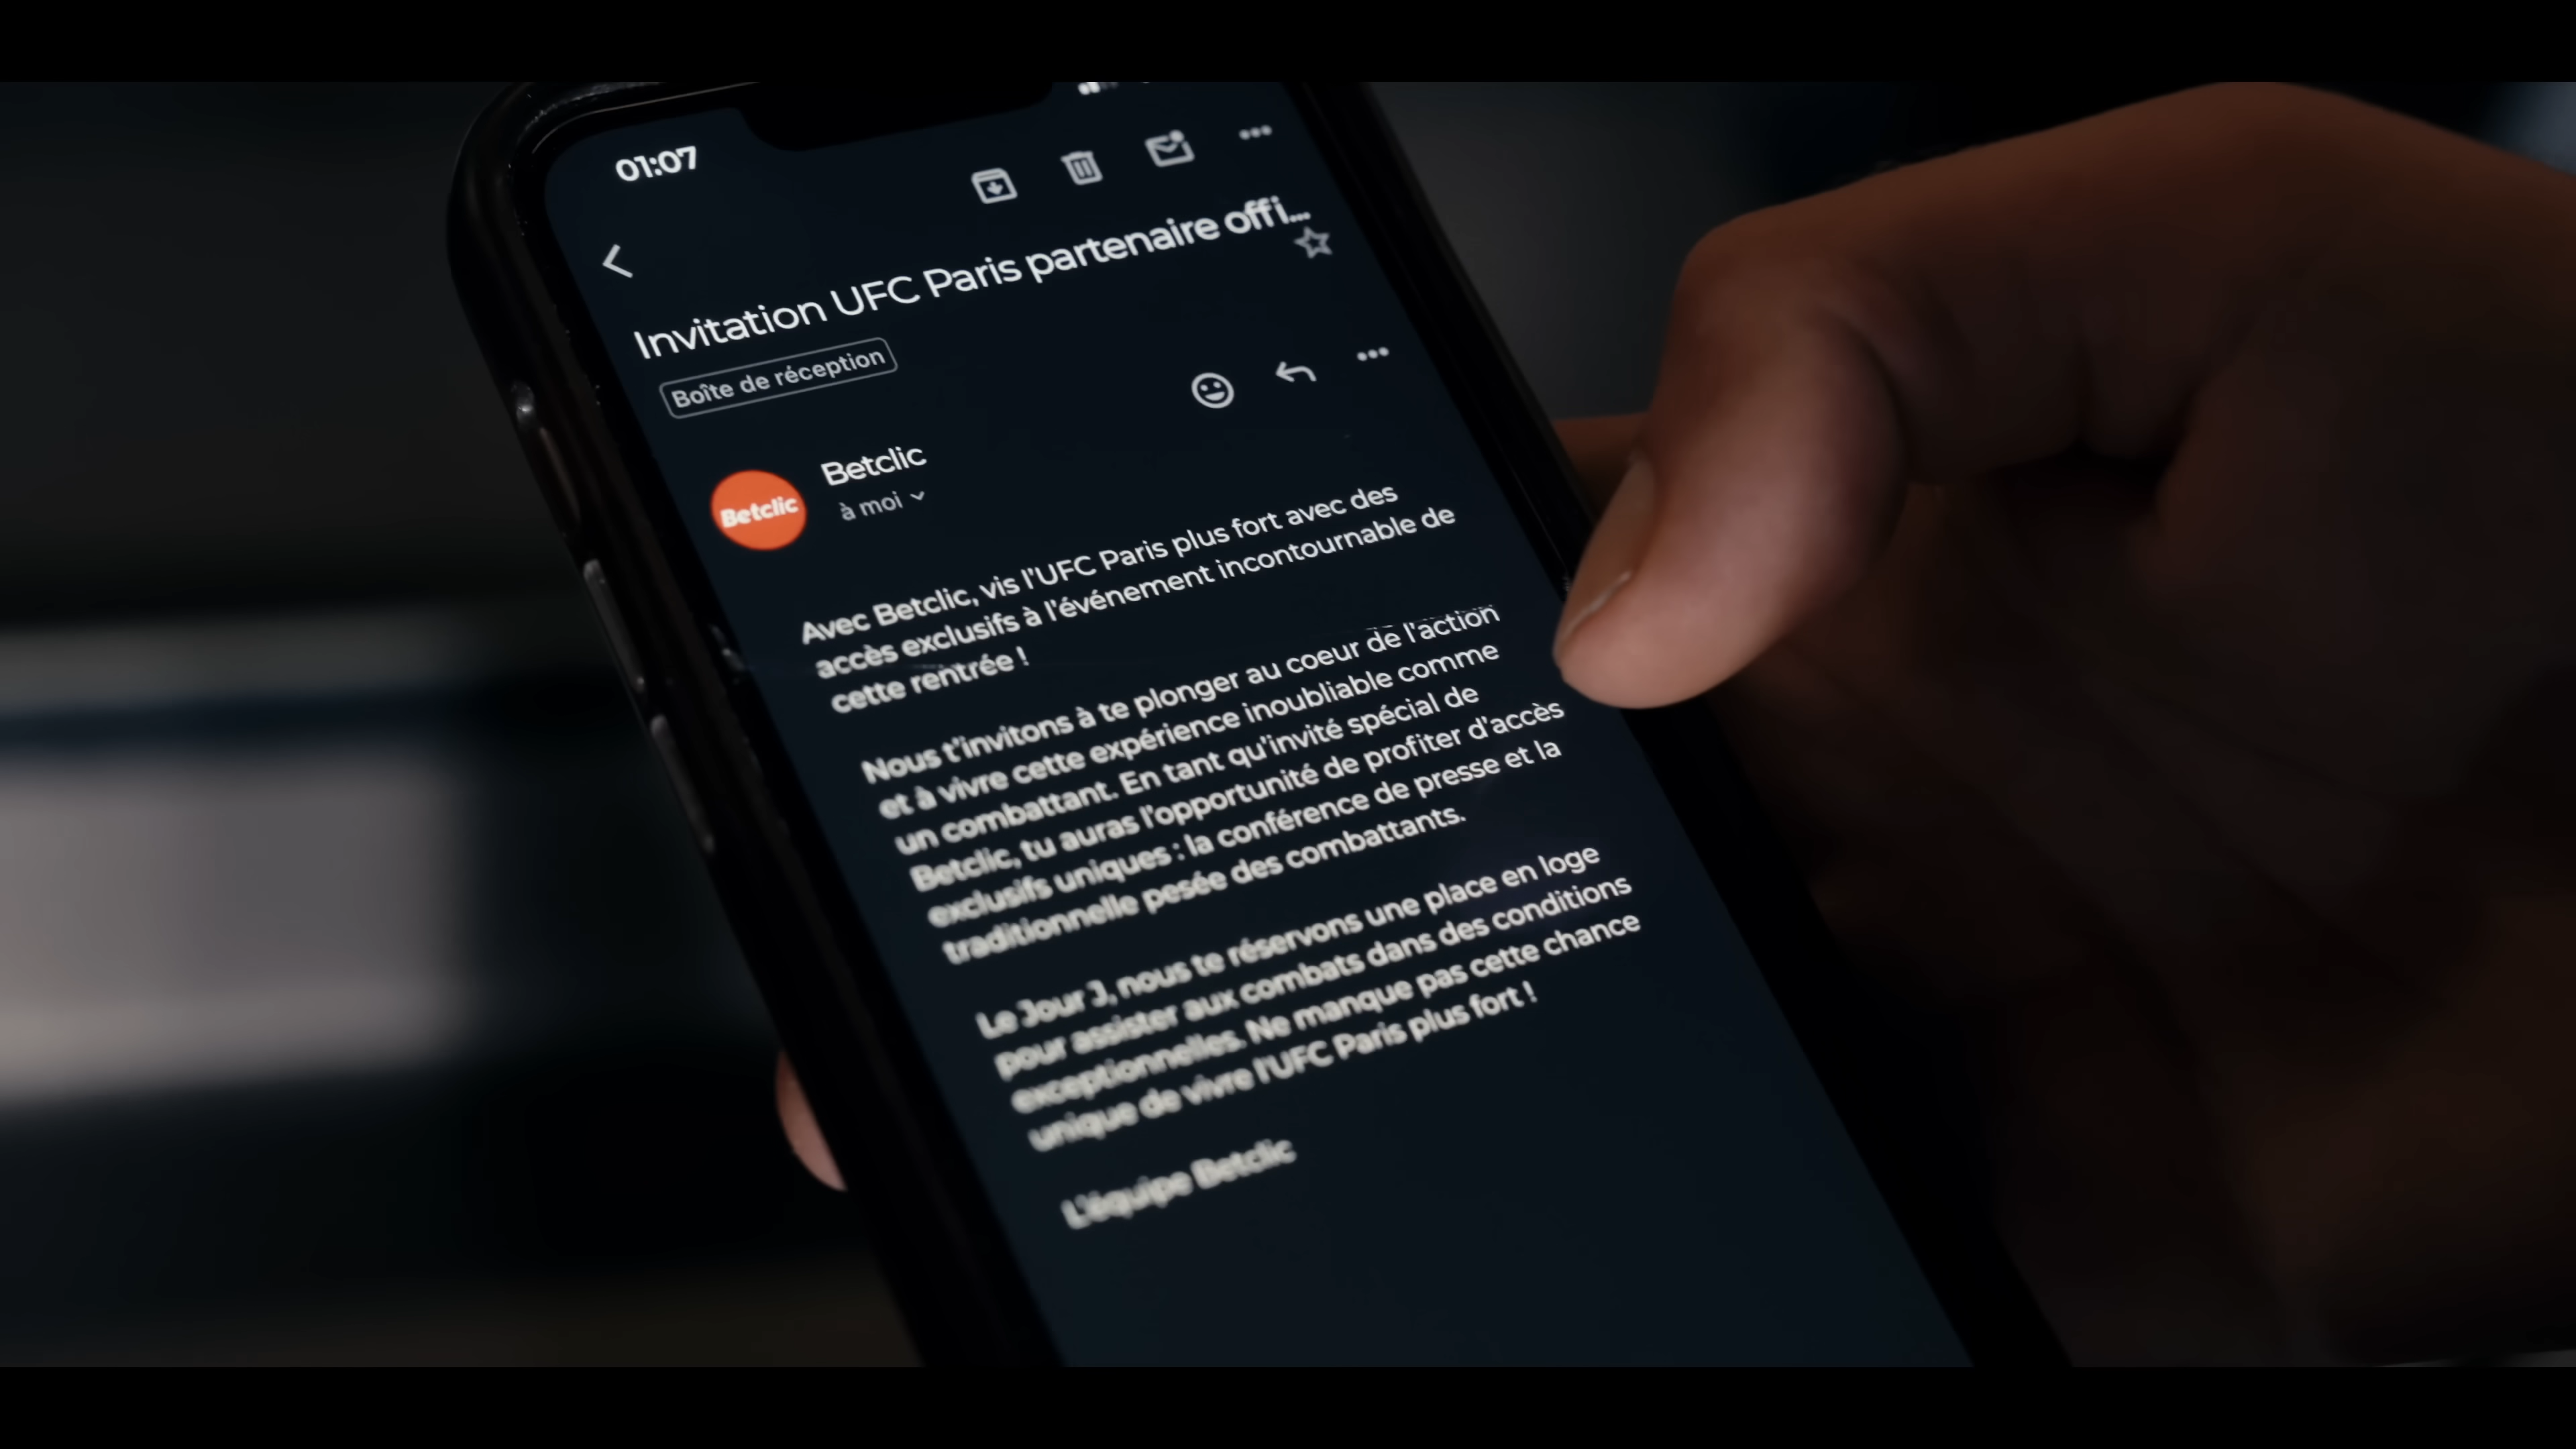 01:07
Invitation UFC Paris partenaire offi...
Boîte de réception
Betclic
Betclic
à moi
Avec Betclic, vis l'UFC Paris plus fort avec des
accès exclusifs à l'événement incontournable de
cette rentrée !
Nous t'invitons à te plonger au coeur de l'action
et à vivre cette expérience inoubliable comme
un combattant. En tant qu'invité spécial de
Betclic, tu auras l'opportunité de profiter d'accès
exclusifs uniques : la conférence de presse et la
traditionnelle pesée des combattants.
Le Jour J, nous te réservons une place en loge
pour assister aux combats dans des conditions
exceptionnelles. Ne manque pas cette chance
unique de vivre l'UFC Paris plus fort !
L'équipe Betclic